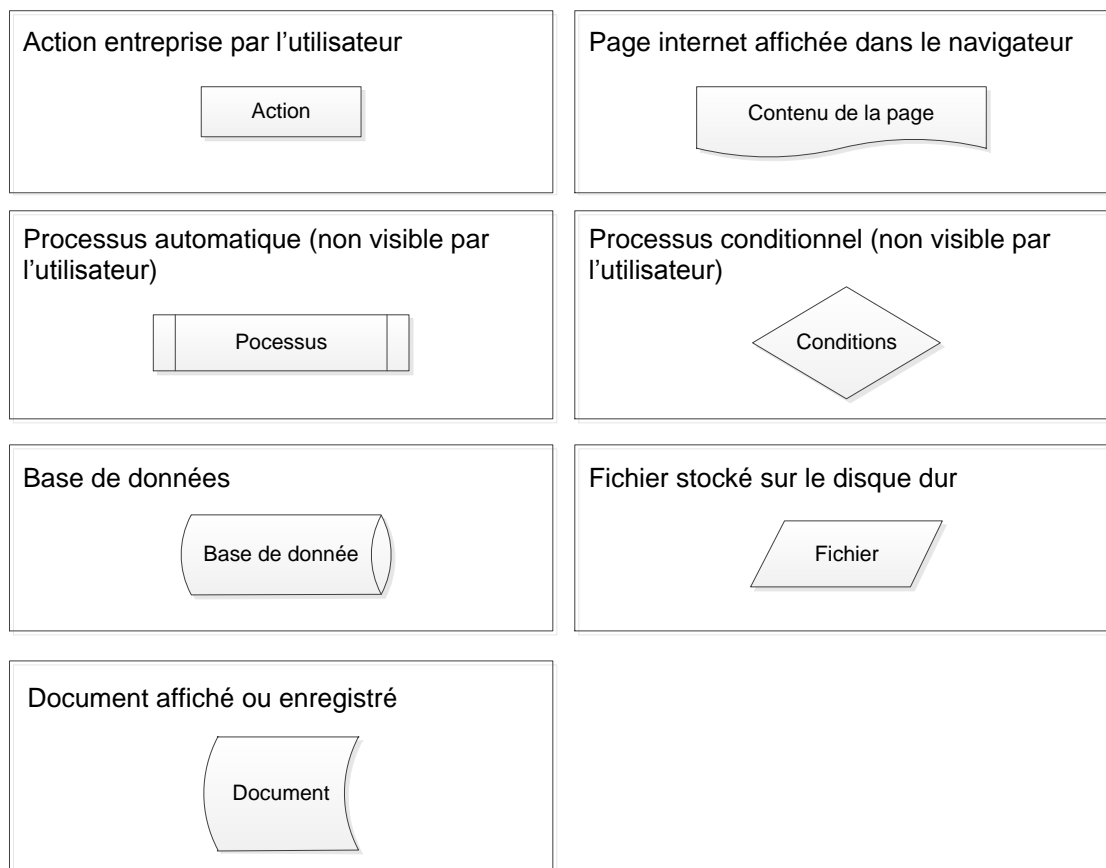 Action entreprise par l’utilisateur
Action
Page internet affichée dans le navigateur
Contenu de la page
Processus automatique (non visible par
l’utilisateur)
Pocessus
Processus conditionnel (non visible par
l’utilisateur)
Conditions
Base de données
Base de donnée
Fichier stocké sur le disque dur
Fichier
Document affiché ou enregistré
Document